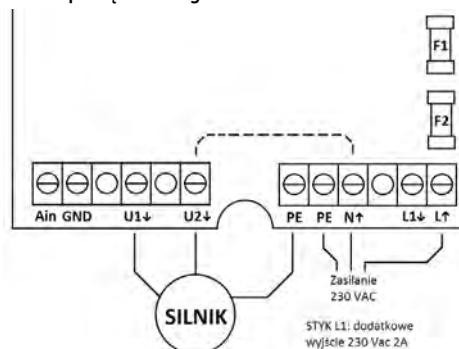 F1
F2
Ain GND U1↓ U2↓ PE PE N↑ L1↓ L↑
Zasilanie
230 VAC
SILNIK
STYK L1: dodatkowe
wyjście 230 Vac 2A